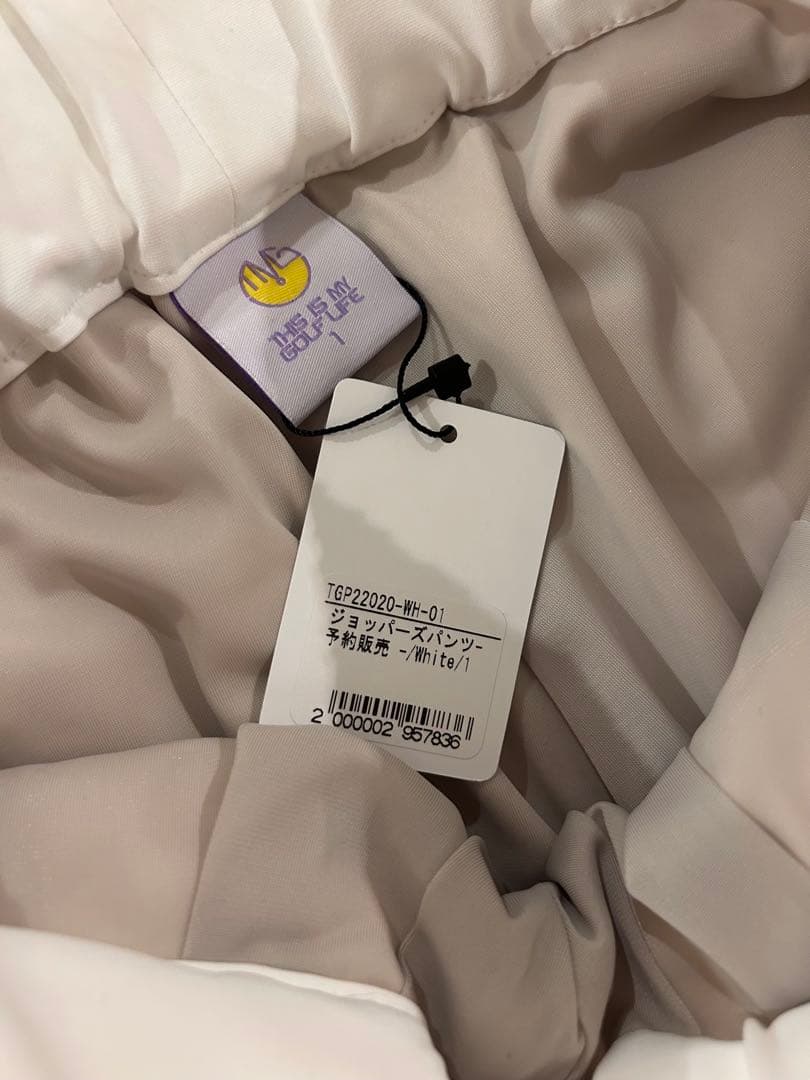 TING
THIS IS MY
GOLF LIFE
1
TGP22020-WH-01
ジョッパーズパンツ-
予約販売 -/White/1
2 000002 957836